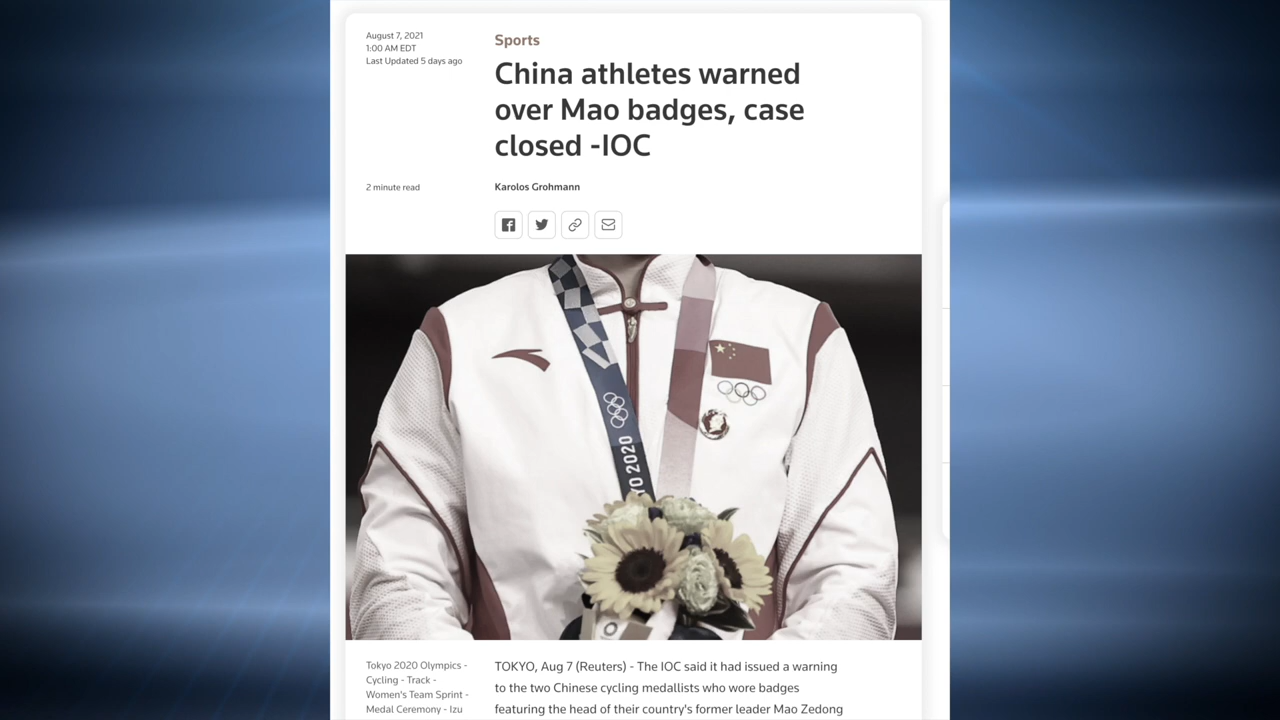 August 7, 2021
1:00 AM EDT
Last Updated 5 days ago
Sports
China athletes warned
over Mao badges, case
closed -IOC
2 minute read
Karolos Grohmann
YO 2020
Tokyo 2020 Olympics -
Cycling - Track -
Women's Team Sprint -
Medal Ceremony - Izu
TOKYO, Aug 7 (Reuters) - The IOC said it had issued a warning
to the two Chinese cycling medallists who wore badges
featuring the head of their country's former leader Mao Zedong